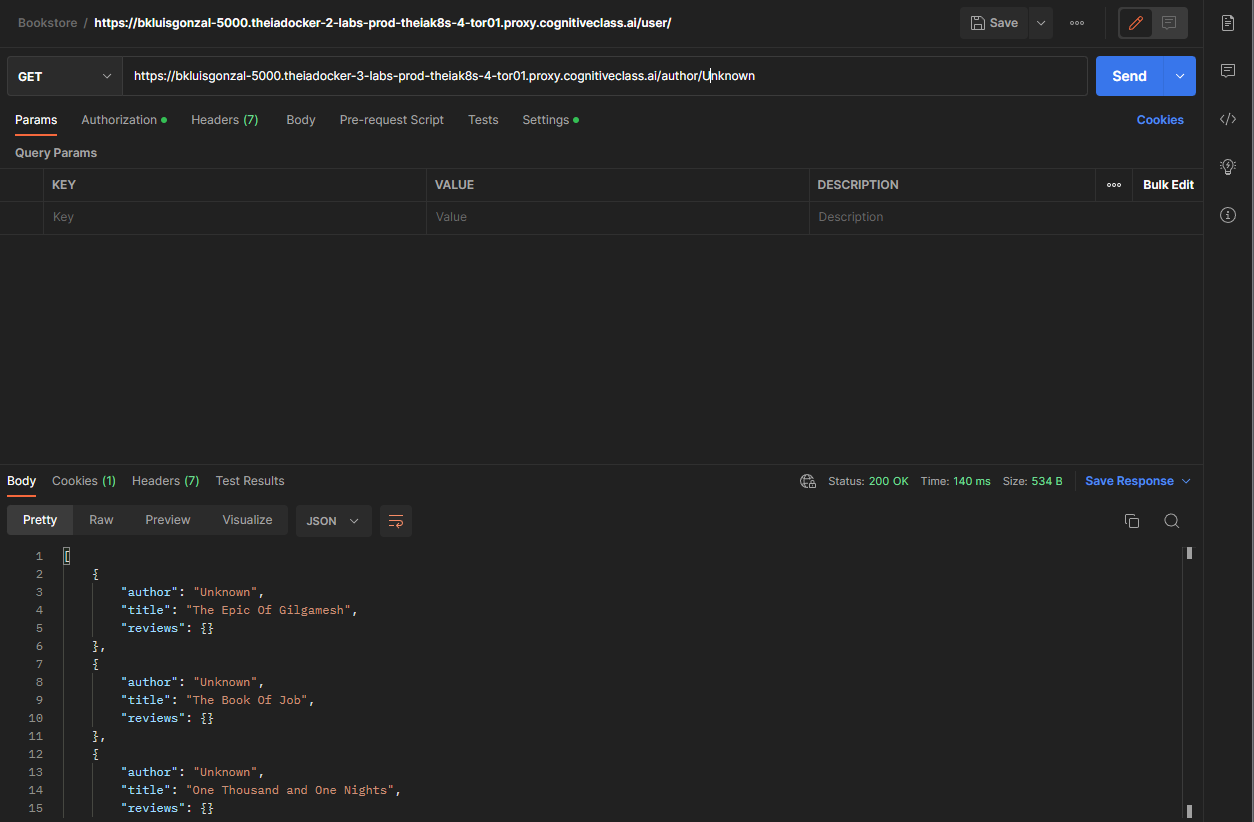 Bookstore / https://bkluisgonzal-5000.theiadocker-2-labs-prod-theiak8s-4-tor01.proxy.cognitiveclass.ai/user/ Save
GET https://bkluisgonzal-5000.theiadocker-3-labs-prod-theiak8s-4-tor01.proxy.cognitiveclass.ai/author/Unknown Send
Params Authorization Headers (7) Body Pre-request Script Tests Settings Cookies
Query Params
KEY VALUE DESCRIPTION Bulk Edit
Key Value Description
Body Cookies (1) Headers (7) Test Results Status: 200 OK Time: 140 ms Size: 534 B Save Response
Pretty Raw Preview Visualize JSON
1 [
2 {
3 "author": "Unknown",
4 "title": "The Epic Of Gilgamesh",
5 "reviews": {}
6 },
7 {
8 "author": "Unknown",
9 "title": "The Book Of Job",
10 "reviews": {}
11 },
12 {
13 "author": "Unknown",
14 "title": "One Thousand and One Nights",
15 "reviews": {}